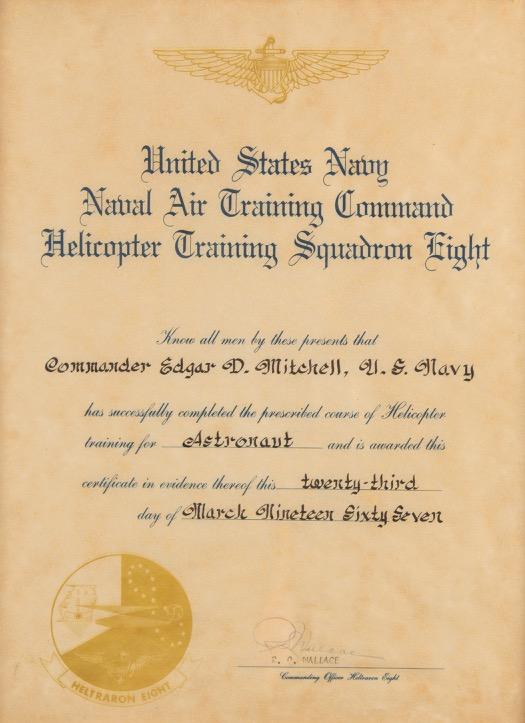 United States Navy
Naval Air Training Command
Helicopter Training Squadron Eight
Know all men by these presents that
Commander Edgar D. Mitchell, U. S. Navy
has successfully completed the prescribed course of Helicopter
training for Astronaut and is awarded this
certificate in evidence thereof this twenty-third
day of March Nineteen Sixty Seven
HELTRARON EIGHT
Wallace
WALLACE
Commanding Officer Heltraron Eight